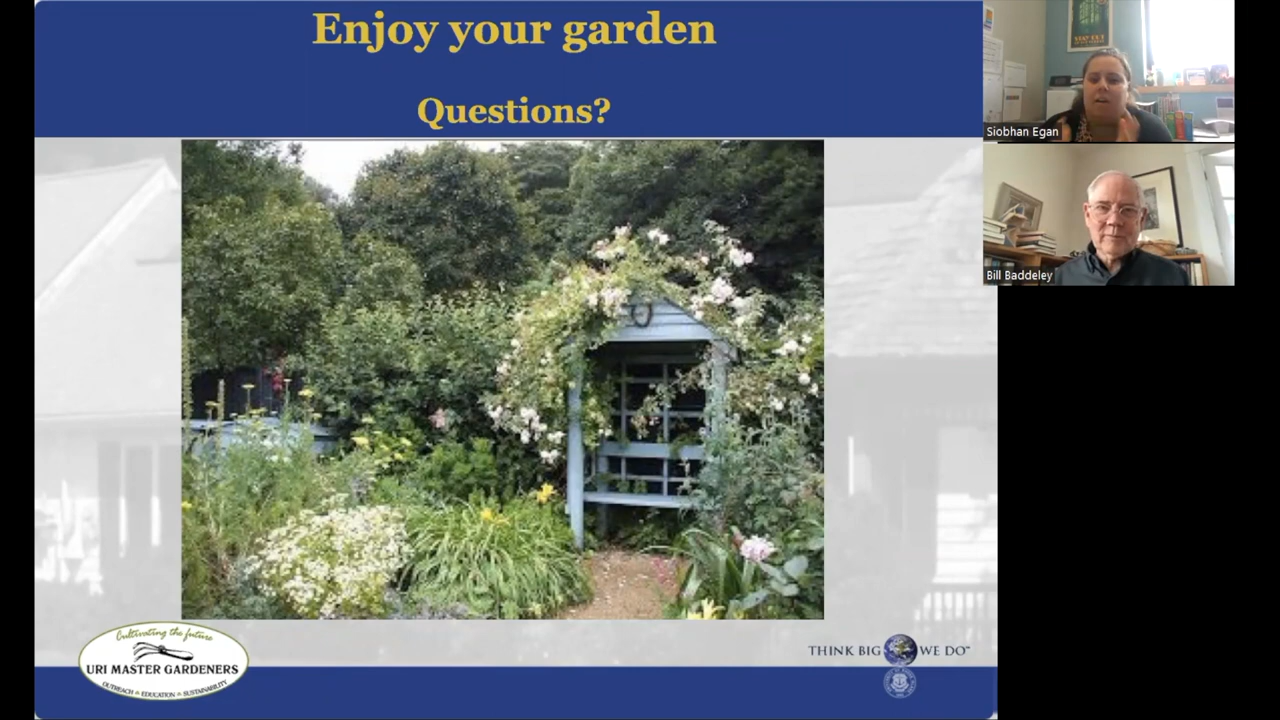 Enjoy your garden
Questions?
Siobhan Egan
Bill Baddeley
Cultivating the future
URI MASTER GARDENERS
OUTREACH EDUCATION SUSTAINABILITY
THINK BIG WE DO™